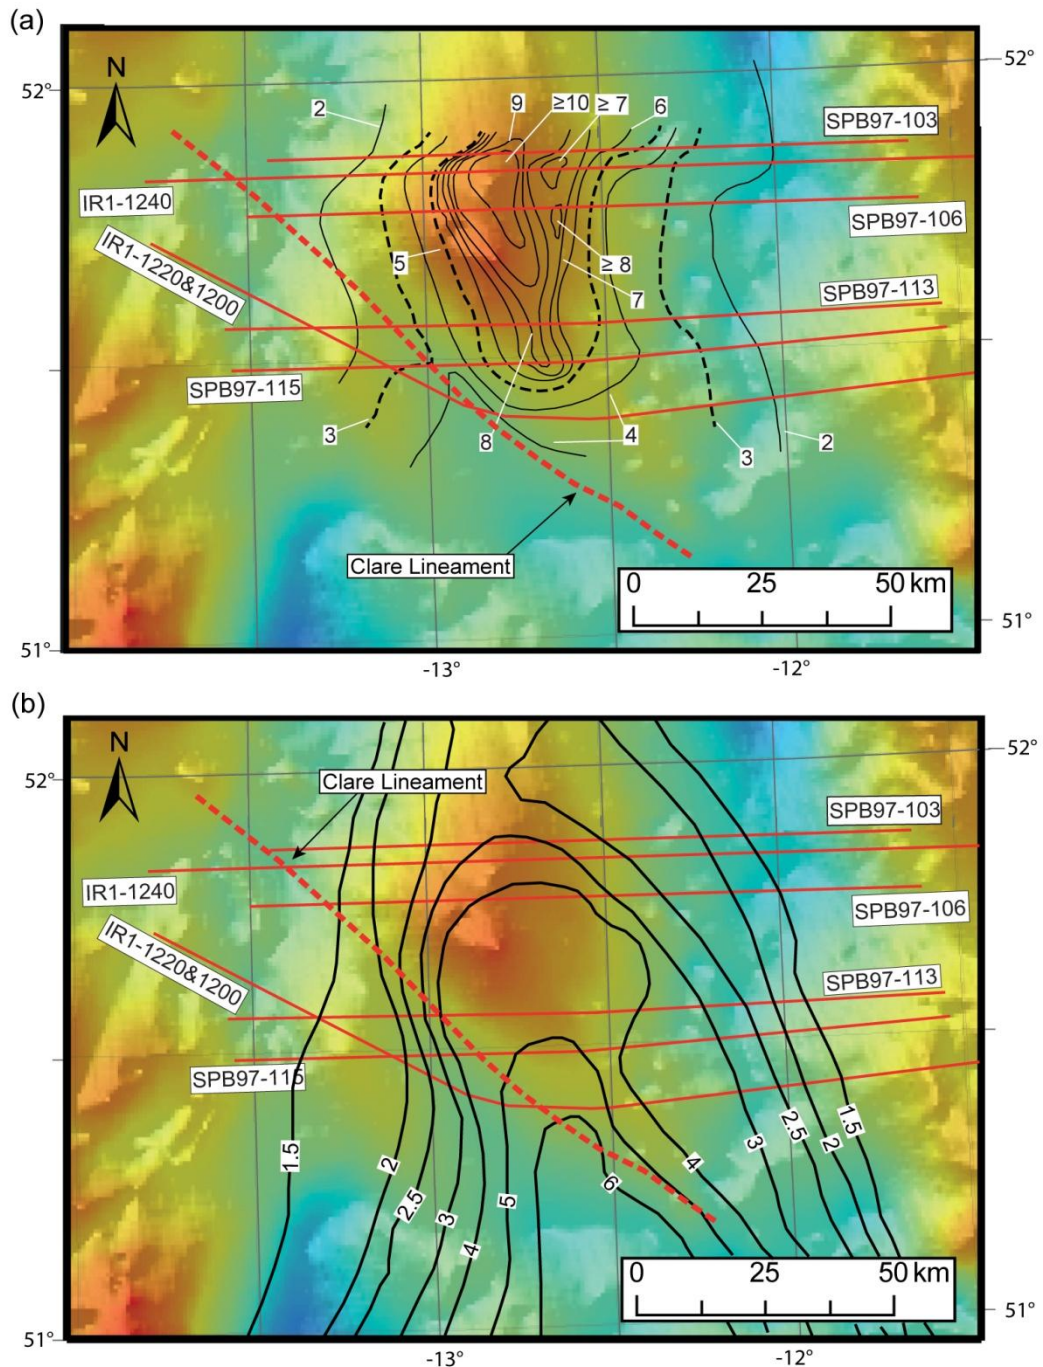 (a)
N
52°
52°
2
9
≥10
≥ 7
6
SPB97-103
IR1-1240
SPB97-106
IR1-1220&1200
5
≥ 8
7
SPB97-113
SPB97-115
3
8
4
3
2
Clare Lineament
0 25 50 km
51°
51°
-13°
-12°
(b)
N
52°
52°
Clare Lineament
SPB97-103
IR1-1240
SPB97-106
IR1-1220&1200
SPB97-113
SPB97-115
1.5
2
2.5
3
4
5
6
4
3
2.5
2
1.5
0 25 50 km
51°
51°
-13°
-12°